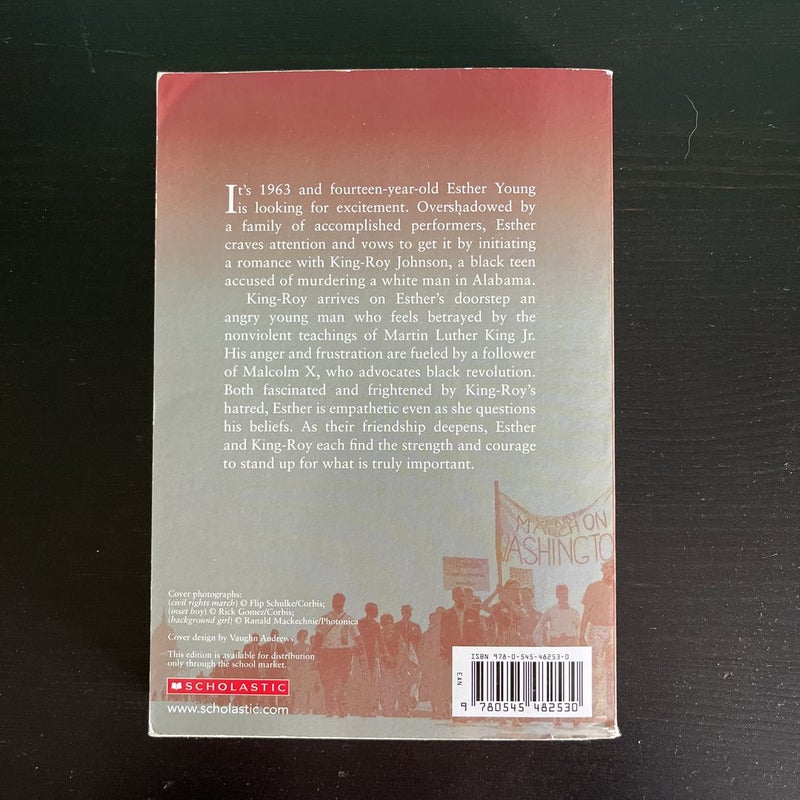 It's 1963 and fourteen-year-old Esther Young
is looking for excitement. Overshadowed by
a family of accomplished performers, Esther
craves attention and vows to get it by initiating
a romance with King-Roy Johnson, a black teen
accused of murdering a white man in Alabama.
King-Roy arrives on Esther's doorstep an
angry young man who feels betrayed by the
nonviolent teachings of Martin Luther King Jr.
His anger and frustration are fueled by a follower
of Malcolm X, who advocates black revolution.
Both fascinated and frightened by King-Roy's
hatred, Esther is empathetic even as she questions
his beliefs. As their friendship deepens, Esther
and King-Roy each find the strength and courage
to stand up for what is truly important.
MARCH ON
WASHINGTO
Cover photographs:
(civil rights march) © Flip Schulke/Corbis;
(inset boy) © Rick Gomez/Corbis;
(background girl) © Ranald Mackechnie/Photonica
Cover design by Vaughn Andrews
This edition is available for distribution
only through the school market.
SCHOLASTIC
www.scholastic.com
ISBN 978-0-545-48253-0
EAN
9 780545 482530